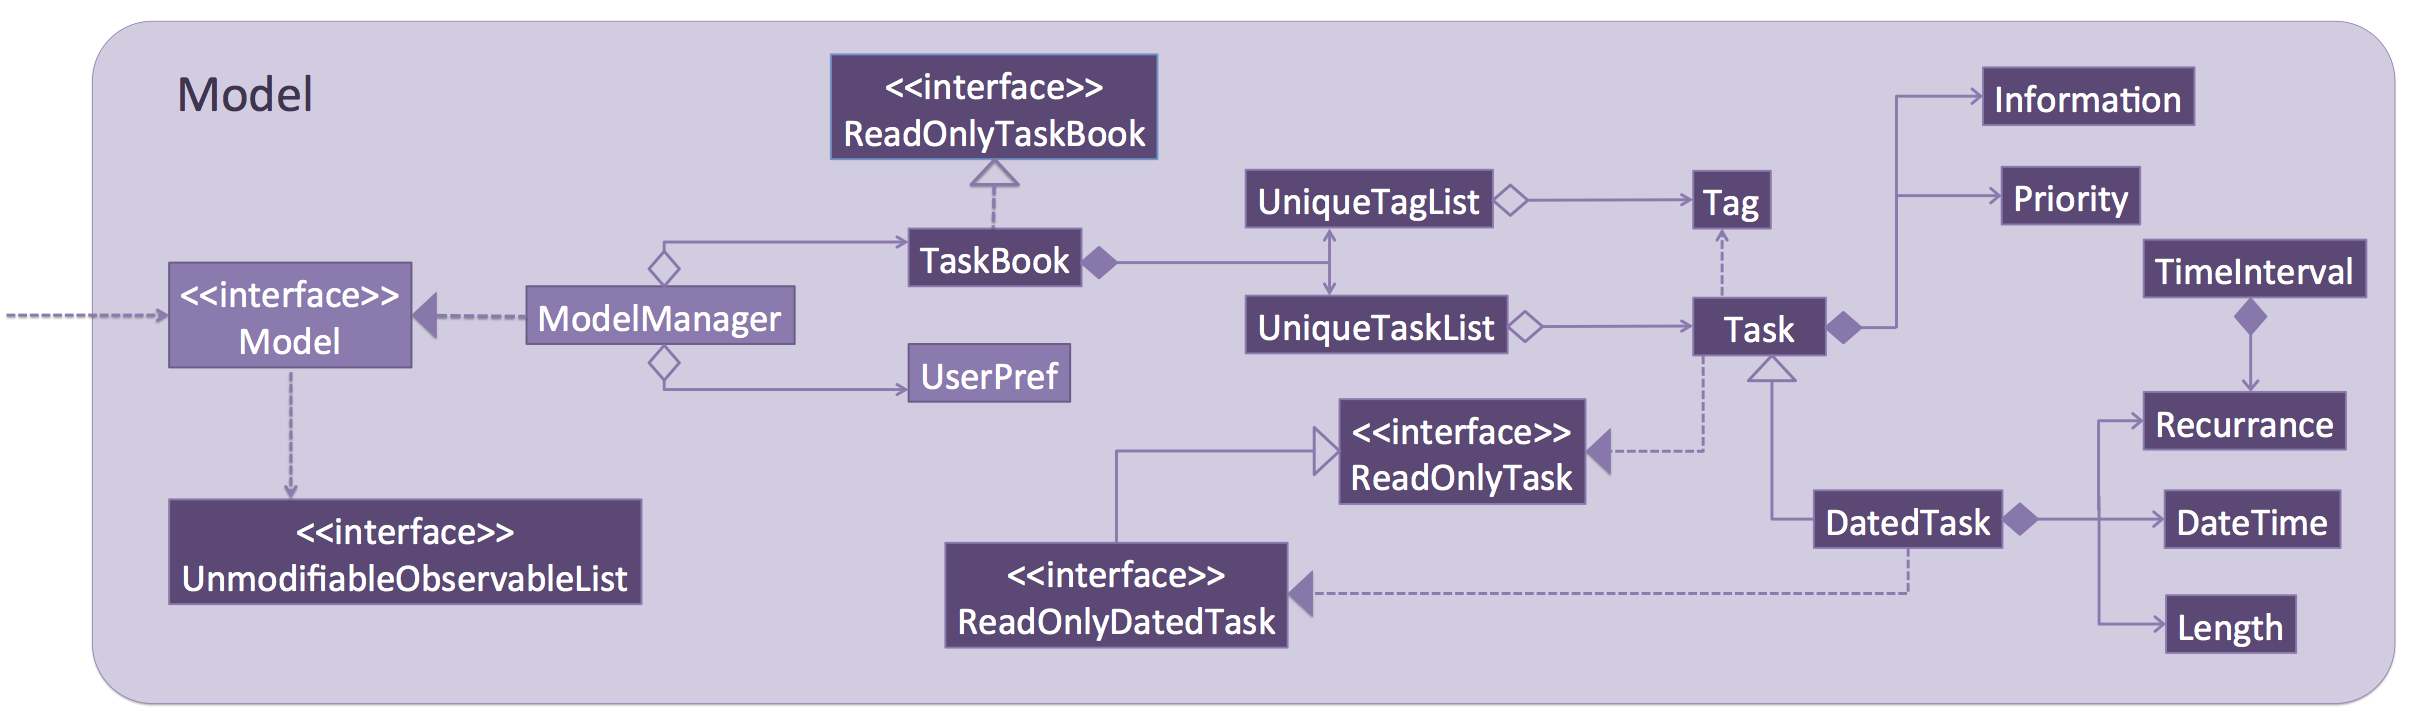 Model
<<interface>>
ReadOnlyTaskBook
Information
Priority
UniqueTagList
Tag
TaskBook
TimeInterval
<<interface>>
Model
ModelManager
UniqueTaskList
Task
UserPref
<<interface>>
ReadOnlyTask
Recurrance
<<interface>>
UnmodifiableObservableList
DatedTask
DateTime
<<interface>>
ReadOnlyDatedTask
Length